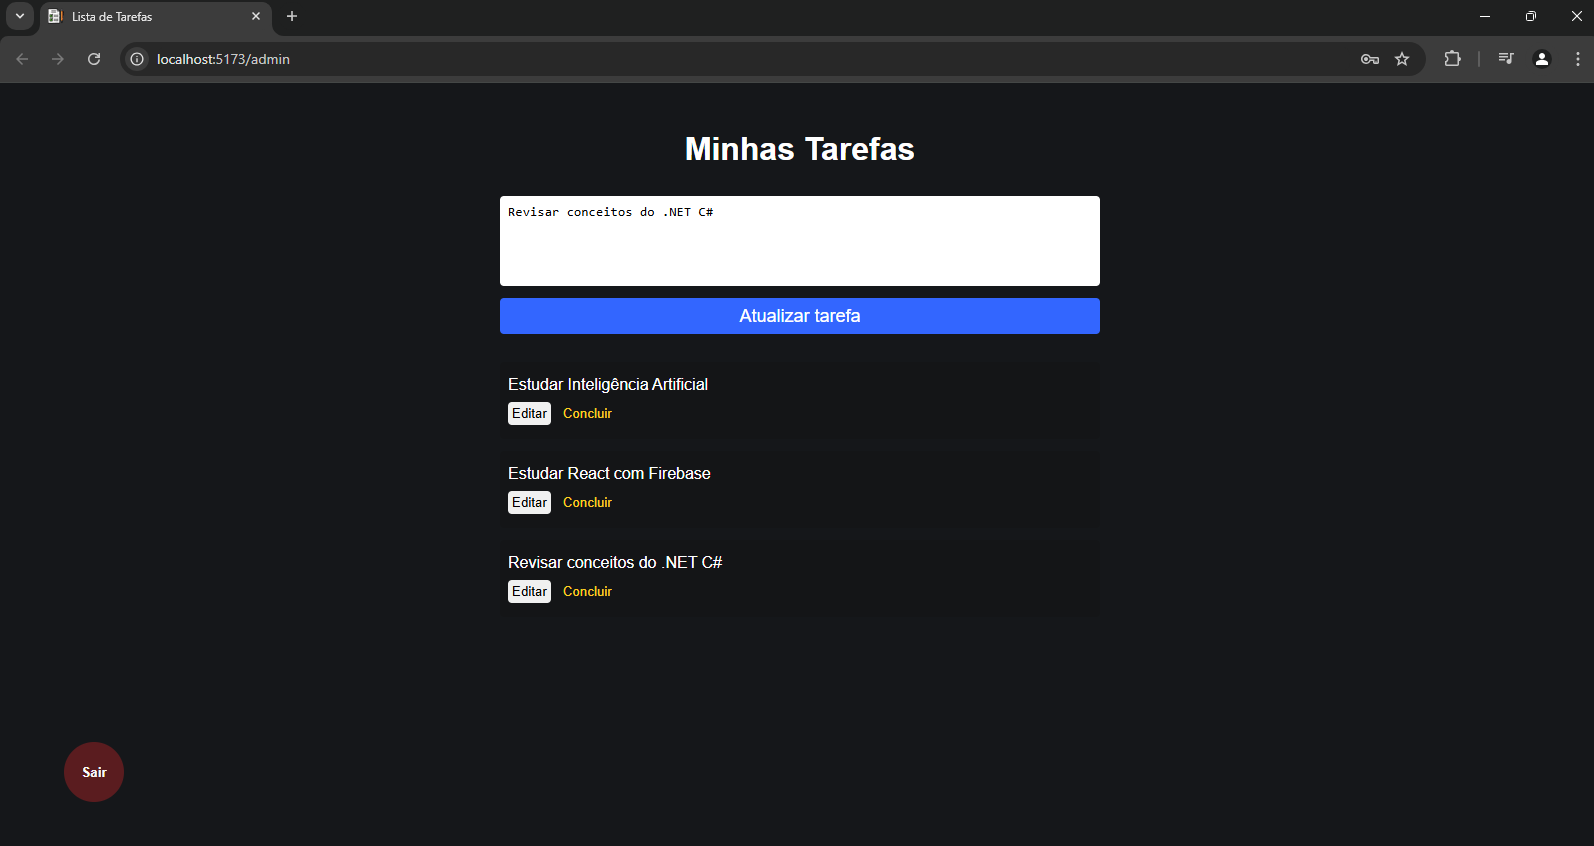 Lista de Tarefas
localhost:5173/admin
Minhas Tarefas
Revisar conceitos do .NET C#
Atualizar tarefa
Estudar Inteligência Artificial
Editar Concluir
Estudar React com Firebase
Editar Concluir
Revisar conceitos do .NET C#
Editar Concluir
Sair